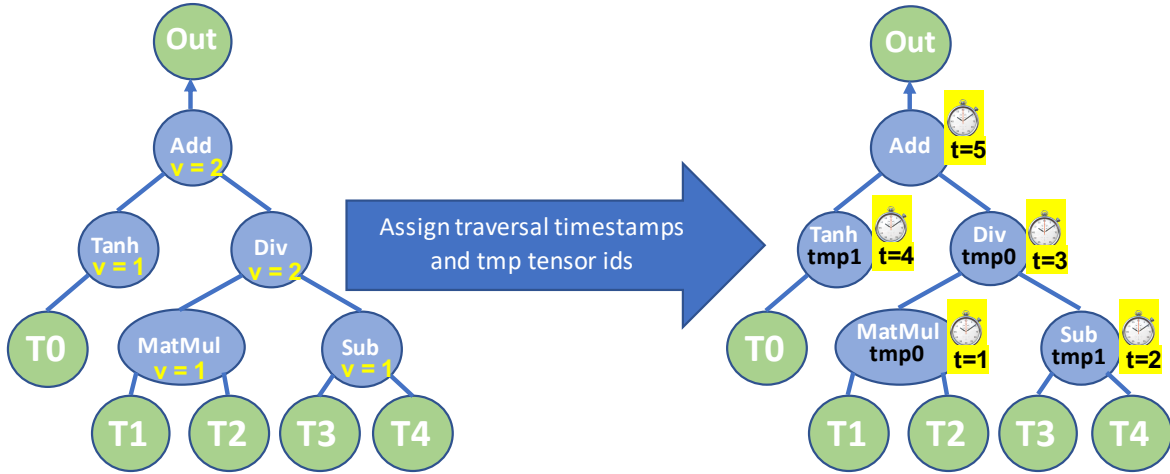 Out
Add
v = 2
Tanh
v = 1
Div
v = 2
T0
MatMul
v = 1
Sub
v = 1
T1
T2
T3
T4
Assign traversal timestamps
and tmp tensor ids
Out
Add
t=5
Tanh
tmp1
t=4
Div
tmp0
t=3
T0
MatMul
tmp0
t=1
Sub
tmp1
t=2
T1
T2
T3
T4